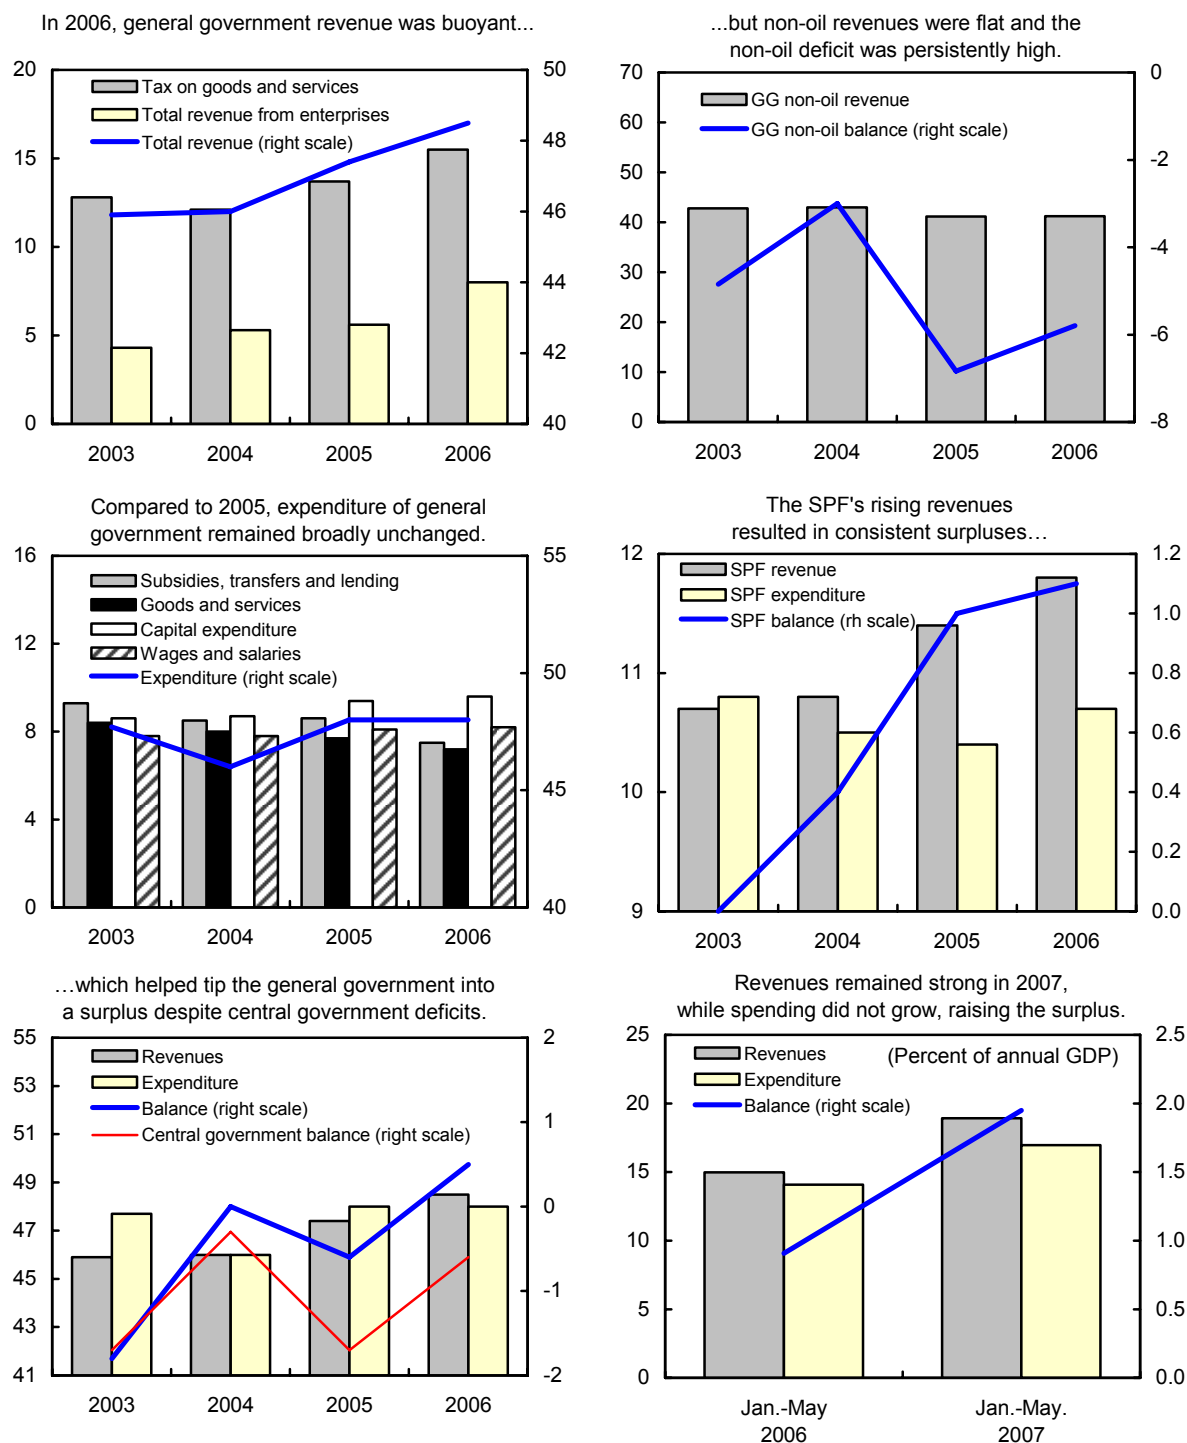 In 2006, general government revenue was buoyant...
20
15
10
5
0
Tax on goods and services
Total revenue from enterprises
Total revenue (right scale)
50
48
46
44
42
40
2003 2004 2005 2006
...but non-oil revenues were flat and the
non-oil deficit was persistently high.
70
60
50
40
30
20
10
0
GG non-oil revenue
GG non-oil balance (right scale)
0
-2
-4
-6
-8
2003 2004 2005 2006
Compared to 2005, expenditure of general
government remained broadly unchanged.
16
12
8
4
0
Subsidies, transfers and lending
Goods and services
Capital expenditure
Wages and salaries
Expenditure (right scale)
55
50
45
40
2003 2004 2005 2006
The SPF's rising revenues
resulted in consistent surpluses…
12
11
10
9
SPF revenue
SPF expenditure
SPF balance (rh scale)
1.2
1.0
0.8
0.6
0.4
0.2
0.0
2003 2004 2005 2006
…which helped tip the general government into
a surplus despite central government deficits.
55
53
51
49
47
45
43
41
Revenues
Expenditure
Balance (right scale)
Central government balance (right scale)
2
1
0
-1
-2
2003 2004 2005 2006
Revenues remained strong in 2007,
while spending did not grow, raising the surplus.
25
20
15
10
5
0
Revenues
Expenditure
Balance (right scale)
(Percent of annual GDP)
2.5
2.0
1.5
1.0
0.5
0.0
Jan.-May Jan.-May.
2006 2007